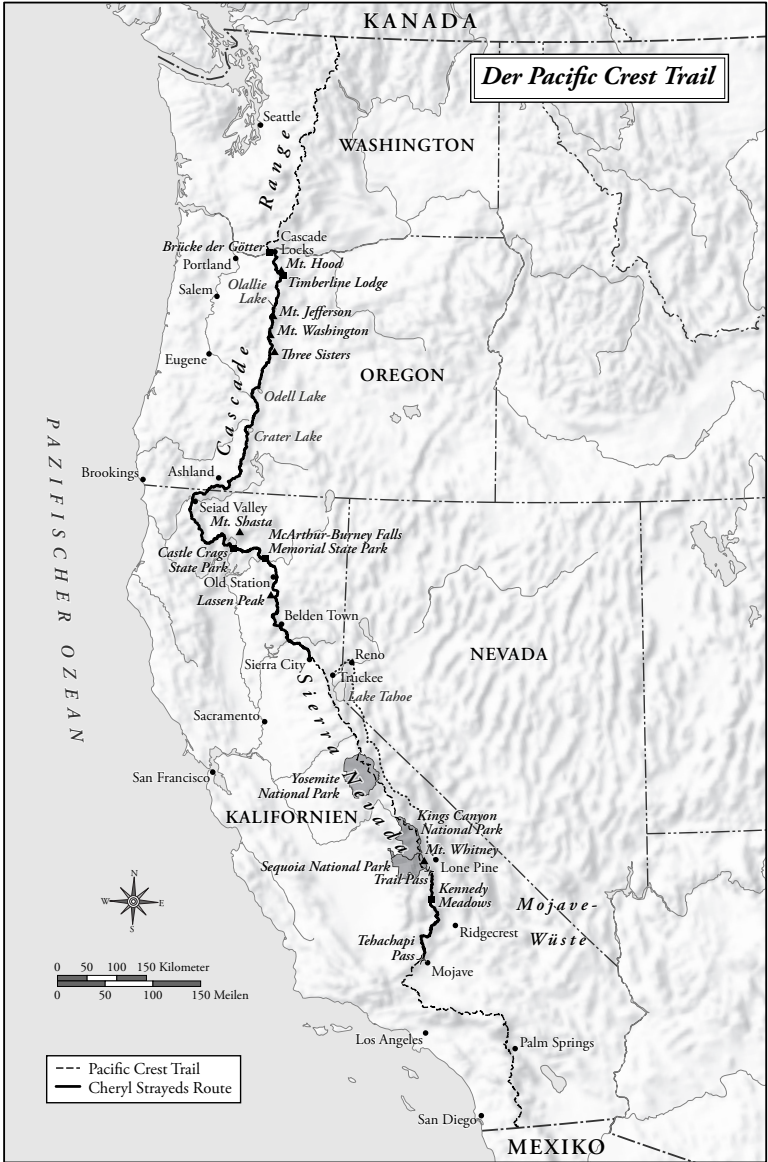 KANADA
Der Pacific Crest Trail
Seattle
WASHINGTON
Range
Cascade
Locks
Brücke der Götter
Portland
Mt. Hood
Timberline Lodge
Olallie
Lake
Salem
Mt. Jefferson
Mt. Washington
Three Sisters
Eugene
OREGON
Cascade
Odell Lake
Crater Lake
PAZIFISCHER OZEAN
Brookings
Ashland
Seiad Valley
Mt. Shasta
McArthur-Burney Falls
Memorial State Park
Castle Crags
State Park
Old Station
Lassen Peak
Belden Town
NEVADA
Reno
Sierra City
Truckee
Lake Tahoe
Sierra Nevada
Sacramento
San Francisco
Yosemite
National Park
KALIFORNIEN
Kings Canyon
National Park
Mt. Whitney
Sequoia National Park
Lone Pine
Trail Pass
Kennedy
Meadows
Mojave-
Wüste
Ridgecrest
Tehachapi
Pass
Mojave
N
W
E
S
0 50 100 150 Kilometer
0 50 100 150 Meilen
Los Angeles
Palm Springs
Pacific Crest Trail
Cheryl Strayeds Route
San Diego
MEXIKO